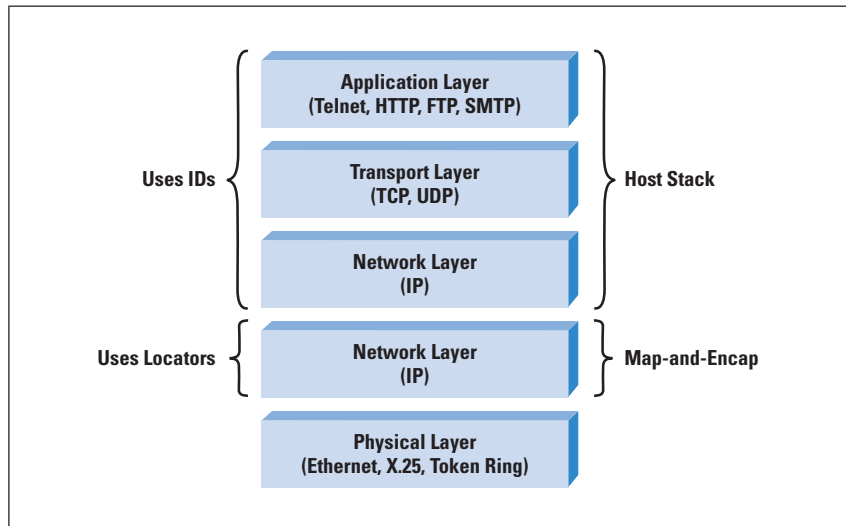 Application Layer
(Telnet, HTTP, FTP, SMTP)
Uses IDs
Transport Layer
(TCP, UDP)
Host Stack
Network Layer
(IP)
Uses Locators
Network Layer
(IP)
Map-and-Encap
Physical Layer
(Ethernet, X.25, Token Ring)